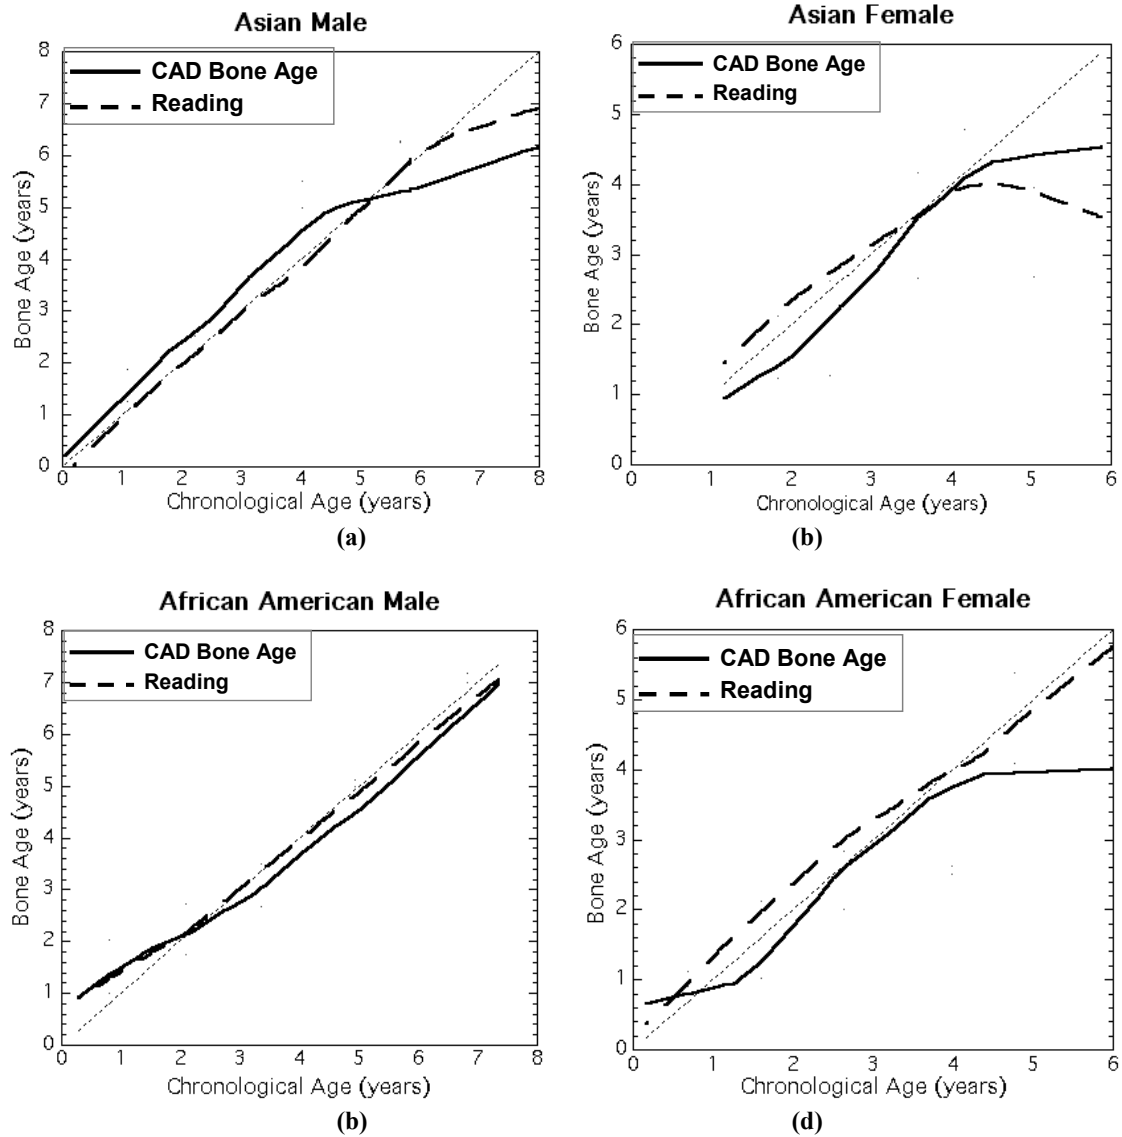 Asian Male
8
7
6
5
4
3
2
1
0
Bone Age (years)
CAD Bone Age
Reading
0 1 2 3 4 5 6 7 8
Chronological Age (years)
(a)
Asian Female
6
5
4
3
2
1
0
Bone Age (years)
CAD Bone Age
Reading
0 1 2 3 4 5 6
Chronological Age (years)
(b)
African American Male
8
7
6
5
4
3
2
1
0
Bone Age (years)
CAD Bone Age
Reading
0 1 2 3 4 5 6 7 8
Chronological Age (years)
(b)
African American Female
6
5
4
3
2
1
0
Bone Age (years)
CAD Bone Age
Reading
0 1 2 3 4 5 6
Chronological Age (years)
(d)